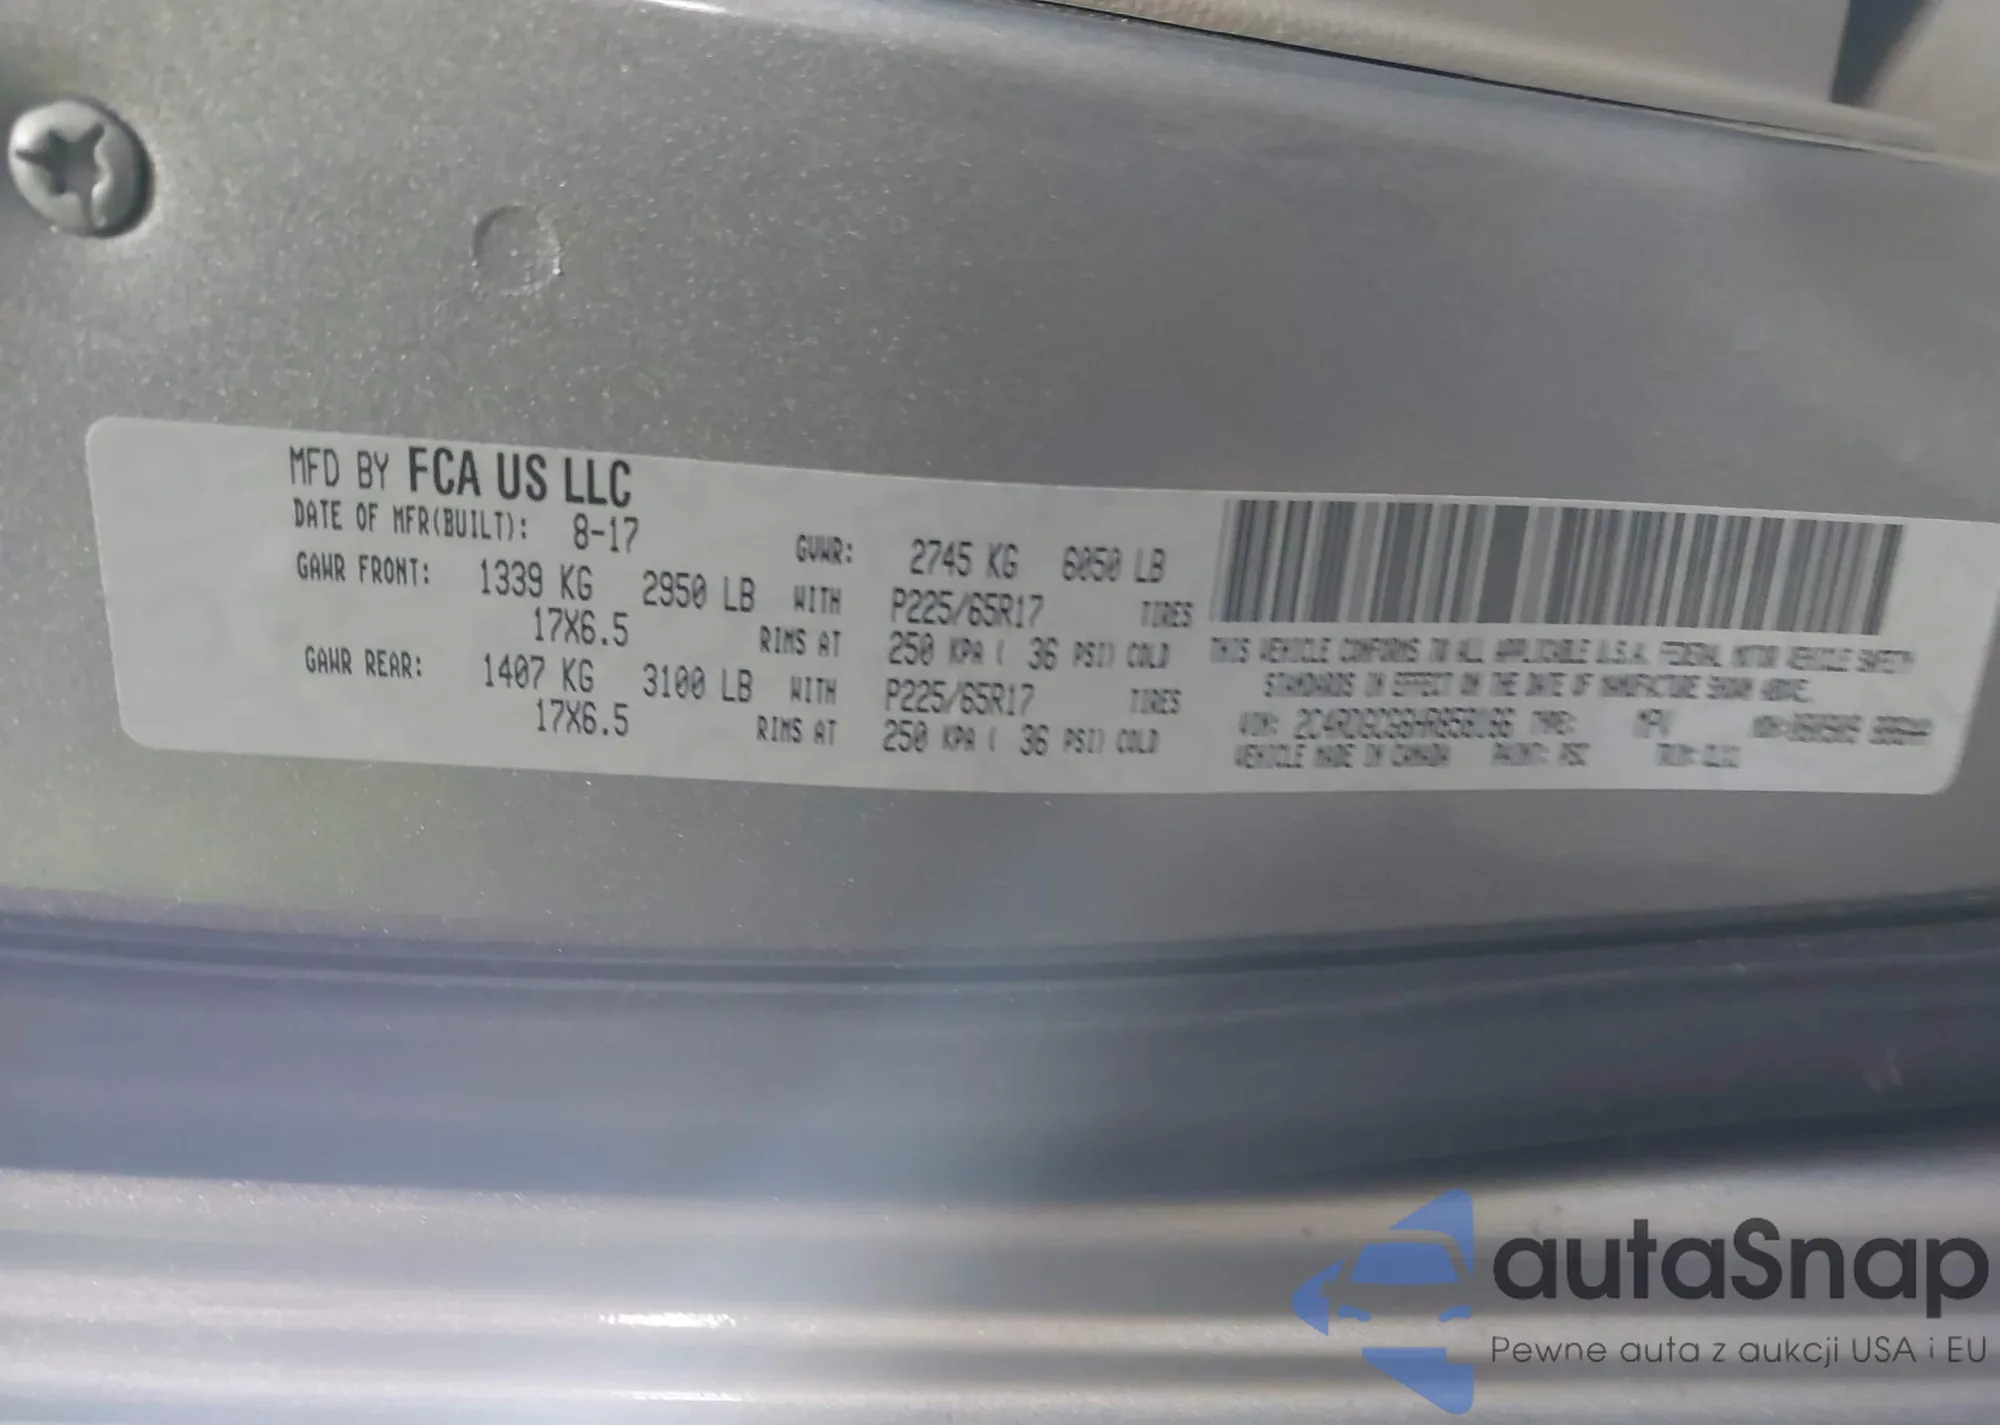 MFD BY FCA US LLC
DATE OF MFR(BUILT): 8-17 GVWR: 2745 KG 6050 LB
GAWR FRONT: 1339 KG 2950 LB WITH P225/65R17 TIRES
17X6.5 RIMS AT 250 KPA ( 36 PSI) COLD
GAWR REAR: 1407 KG 3100 LB WITH P225/65R17 TIRES
17X6.5 RIMS AT 250 KPA ( 36 PSI) COLD
THIS VEHICLE CONFORMS TO ALL APPLICABLE U.S.A. FEDERAL MOTOR VEHICLE SAFETY
STANDARDS IN EFFECT ON THE DATE OF MANUFACTURE SHOWN ABOVE.
VIN: TYPE: MPV
VEHICLE MADE IN CANADA PAINT: PSC TRIM:
autaSnap
Pewne auta z aukcji USA i EU